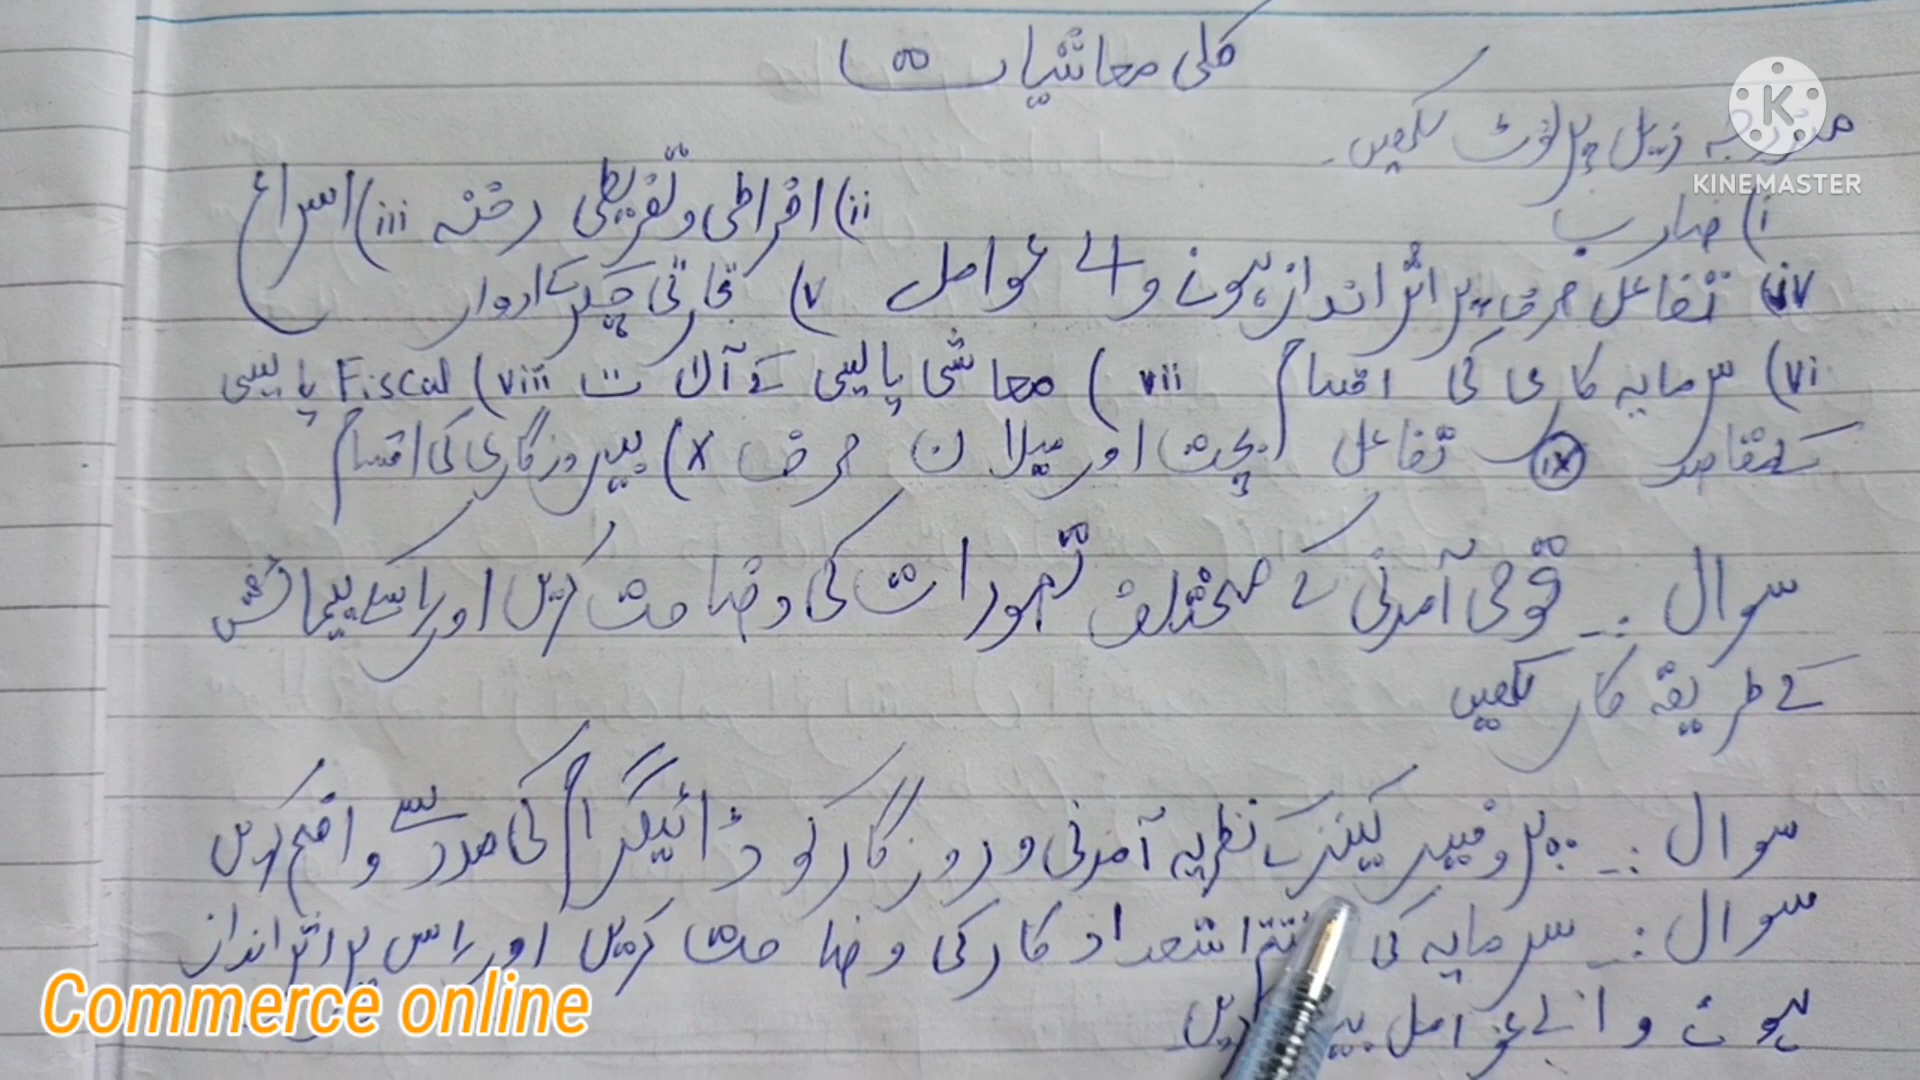 کلی معاشیات
مندرجہ ذیل پر نوٹ لکھیں۔
KINEMASTER
i) ضارب ii) افراطی و تفریطی رخنہ iii) اسراع
iv) تفاعل صرف پر اثر انداز ہونے والے عوامل v) تجارتی چکر کے ادوار
vi) سرمایہ کاری کی اقسام vii) معاشی پالیسی کے آلات viii) Fiscal پالیسی
کے مقاصد ix تفاعل بچت اور میلان صرف x) بیروزگاری کی اقسام
سوال :۔ قومی آمدنی کے مختلف تصورات کی وضاحت کریں اور اسکے پیمائش
کے طریقہ کار لکھیں
سوال :۔ پروفیسر کینز کے نظریہ آمدنی و روزگار کو ڈائیگرام کی مدد سے واضح کریں
سوال :۔ سرمایہ کی استعداد کار کی وضاحت کریں اور اس پر اثر انداز
ہونے والے عوامل
Commerce online